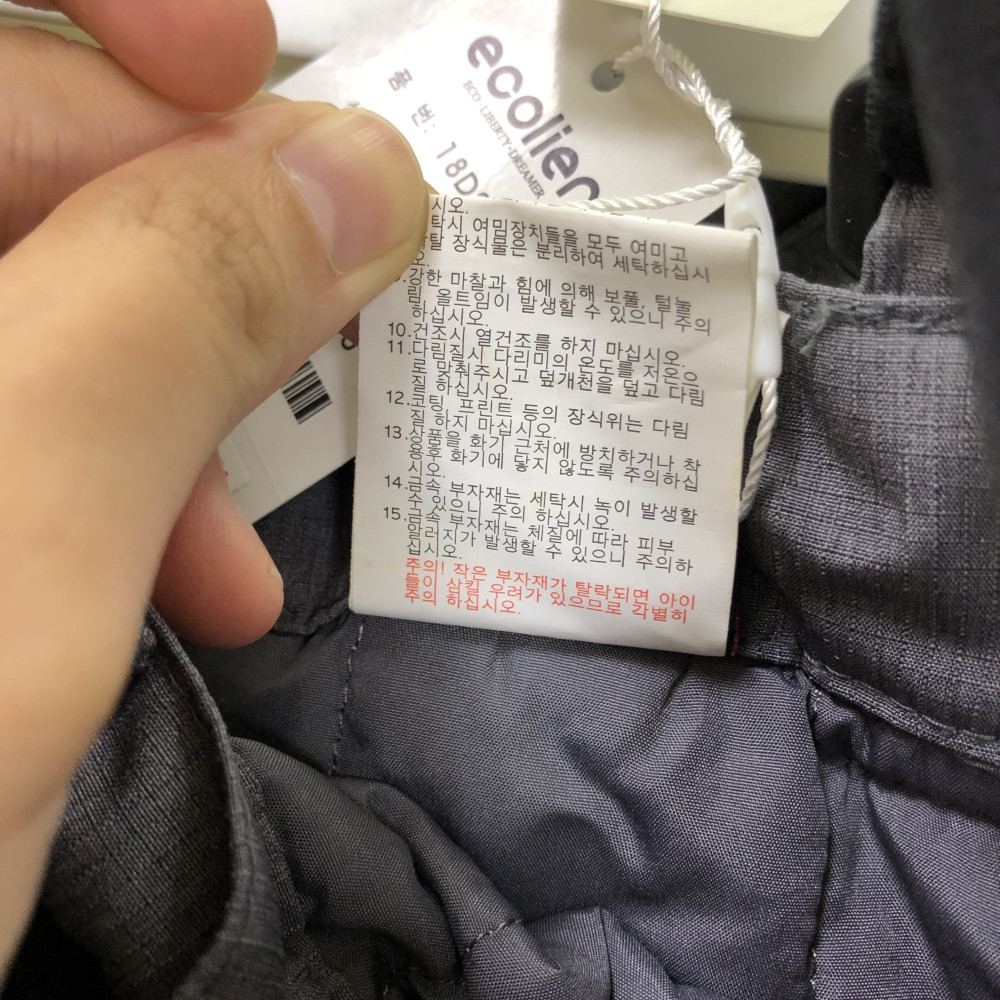 ecolier
ECO·LIBERTY·DREAMER
품 번: 18D
시오.
탁시 여밈장치들을 모두 여미고
탈 장식물은 분리하여 세탁하십시
오.
강한 마찰과 힘에 의해 보풀, 털눌
림, 올트임이 발생할 수 있으니 주의
하십시오.
10.건조시 열건조를 하지 마십시오.
11.다림질시 다리미의 온도를 저온으
로 맞춰주시고 덮개천을 덮고 다림
질 하십시오.
12.코팅, 프린트 등의 장식위는 다림
질 하지 마십시오.
13.상품을 화기 근처에 방치하거나 착
용후 화기에 닿지 않도록 주의하십
시오.
14.금속 부자재는 세탁시 녹이 발생할
수 있으니 주의 하십시오.
15.금속 부자재는 체질에 따라 피부
알러지가 발생할 수 있으니 주의하
십시오.
주의! 작은 부자재가 탈락되면 아이
들이 삼킬 우려가 있으므로 각별히
주의 하십시오.